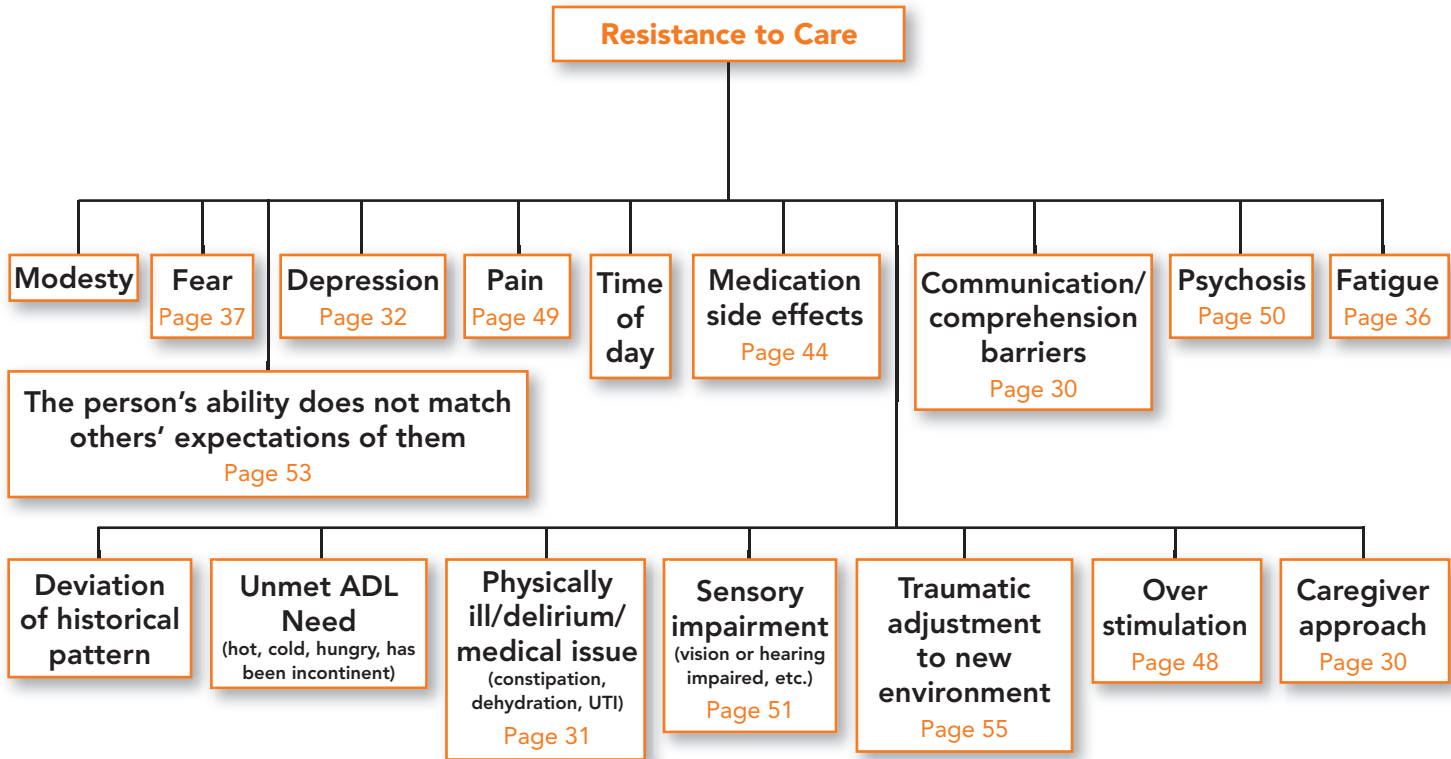 Resistance to Care
Modesty
Fear
Page 37
Depression
Page 32
Pain
Page 49
Time
of
day
Medication
side effects
Page 44
Communication/
comprehension
barriers
Page 30
Psychosis
Page 50
Fatigue
Page 36
The person’s ability does not match
others’ expectations of them
Page 53
Deviation
of historical
pattern
Unmet ADL
Need
(hot, cold, hungry, has
been incontinent)
Physically
ill/delirium/
medical issue
(constipation,
dehydration, UTI)
Page 31
Sensory
impairment
(vision or hearing
impaired, etc.)
Page 51
Traumatic
adjustment
to new
environment
Page 55
Over
stimulation
Page 48
Caregiver
approach
Page 30